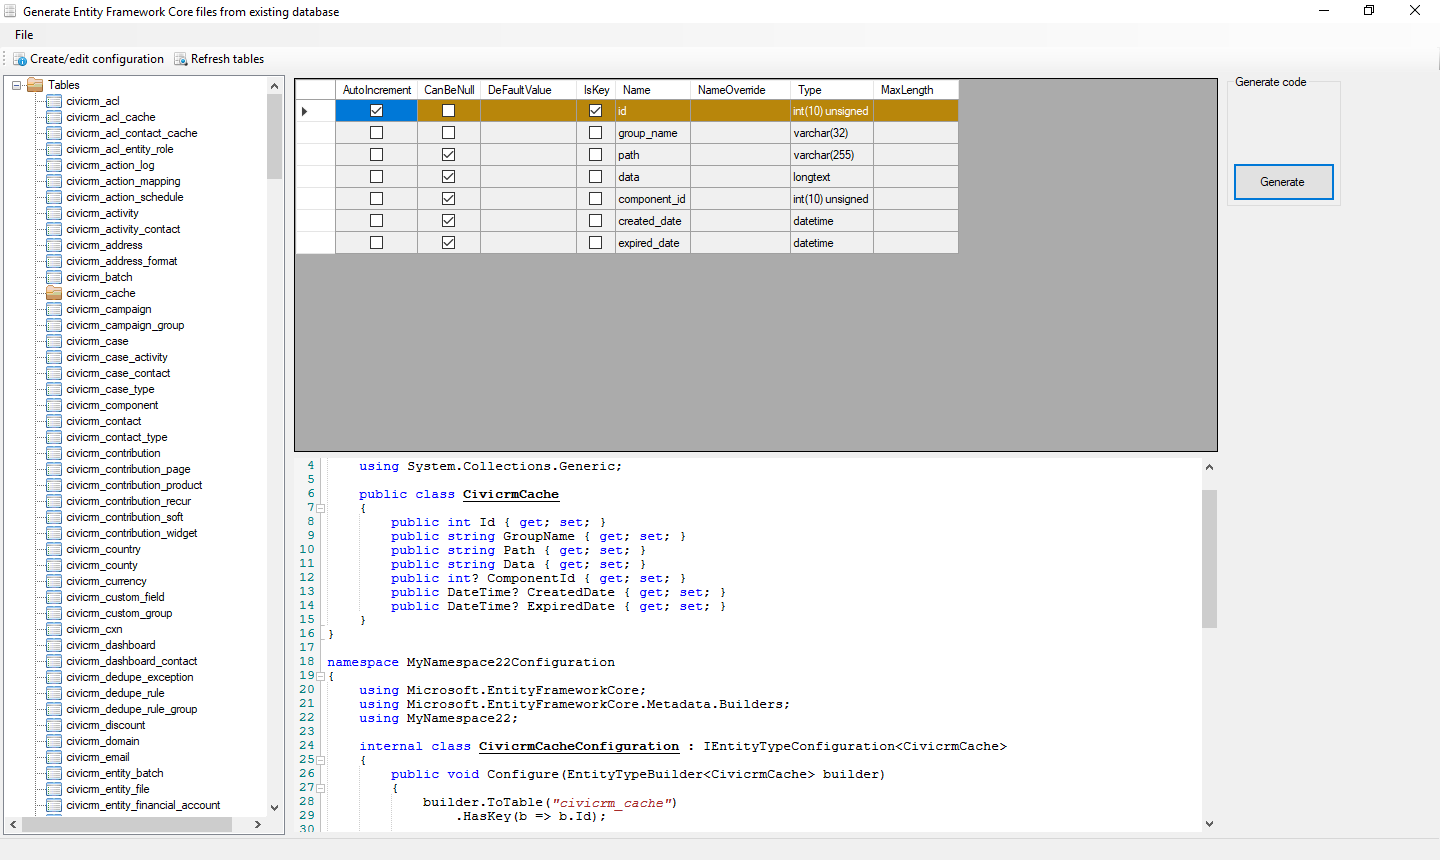 Generate Entity Framework Core files from existing database
File
Create/edit configuration Refresh tables
Tables
civicrm_acl
civicrm_acl_cache
civicrm_acl_contact_cache
civicrm_acl_entity_role
civicrm_action_log
civicrm_action_mapping
civicrm_action_schedule
civicrm_activity
civicrm_activity_contact
civicrm_address
civicrm_address_format
civicrm_batch
civicrm_cache
civicrm_campaign
civicrm_campaign_group
civicrm_case
civicrm_case_activity
civicrm_case_contact
civicrm_case_type
civicrm_component
civicrm_contact
civicrm_contact_type
civicrm_contribution
civicrm_contribution_page
civicrm_contribution_product
civicrm_contribution_recur
civicrm_contribution_soft
civicrm_contribution_widget
civicrm_country
civicrm_county
civicrm_currency
civicrm_custom_field
civicrm_custom_group
civicrm_cxn
civicrm_dashboard
civicrm_dashboard_contact
civicrm_dedupe_exception
civicrm_dedupe_rule
civicrm_dedupe_rule_group
civicrm_discount
civicrm_domain
civicrm_email
civicrm_entity_batch
civicrm_entity_file
civicrm_entity_financial_account
AutoIncrement CanBeNull DeFaultValue IsKey Name NameOverride Type MaxLength
id int(10) unsigned
group_name varchar(32)
path varchar(255)
data longtext
component_id int(10) unsigned
created_date datetime
expired_date datetime
4 using System.Collections.Generic;
5
6 public class CivicrmCache
7 {
8 public int Id { get; set; }
9 public string GroupName { get; set; }
10 public string Path { get; set; }
11 public string Data { get; set; }
12 public int? ComponentId { get; set; }
13 public DateTime? CreatedDate { get; set; }
14 public DateTime? ExpiredDate { get; set; }
15 }
16 }
17
18 namespace MyNamespace22Configuration
19 {
20 using Microsoft.EntityFrameworkCore;
21 using Microsoft.EntityFrameworkCore.Metadata.Builders;
22 using MyNamespace22;
23
24 internal class CivicrmCacheConfiguration : IEntityTypeConfiguration<CivicrmCache>
25 {
26 public void Configure(EntityTypeBuilder<CivicrmCache> builder)
27 {
28 builder.ToTable("civicrm_cache")
29 .HasKey(b => b.Id);
30
Generate code
Generate